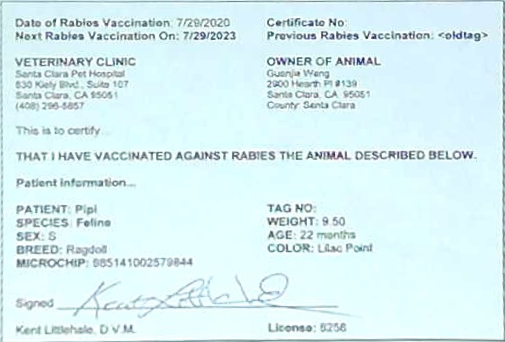 Date of Rabies Vaccination: 7/29/2020
Certificate No:
Next Rabies Vaccination On: 7/29/2023
Previous Rabies Vaccination: <oldtag>
VETERINARY CLINIC
OWNER OF ANIMAL
Santa Clara Pet Hospital
Guanjie Wang
830 Kiely Blvd., Suite 107
2900 Hearth Pl #139
Santa Clara, CA 95051
Santa Clara, CA 95051
(408) 296-5857
County: Santa Clara
This is to certify...
THAT I HAVE VACCINATED AGAINST RABIES THE ANIMAL DESCRIBED BELOW.
Patient information...
PATIENT: Pipi
TAG NO:
SPECIES: Feline
WEIGHT: 9.50
SEX: S
AGE: 22 months
BREED: Ragdoll
COLOR: Lilac Point
MICROCHIP: 985141002579844
Signed
Kent Littlehale, D.V.M.
License: 6256